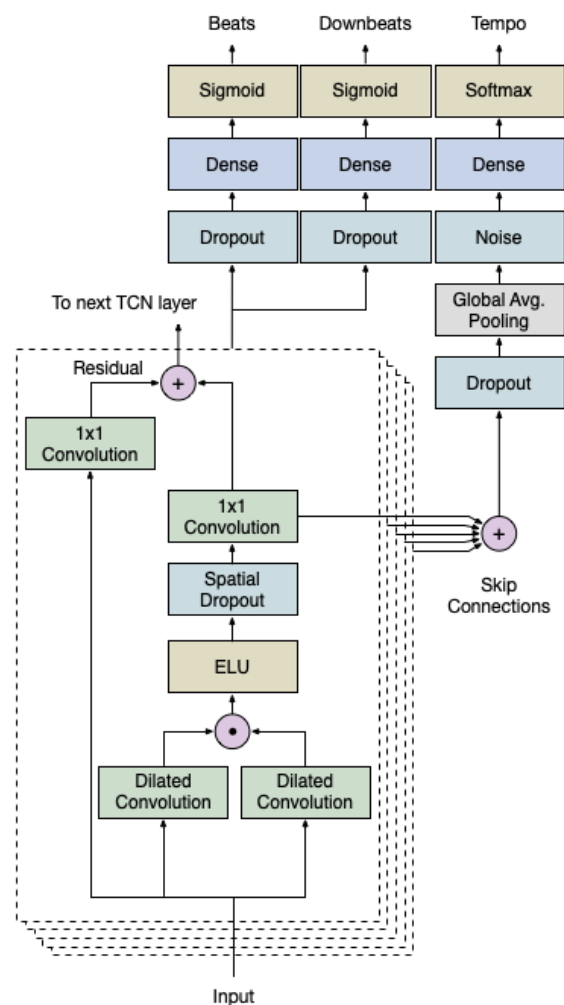 Beats
Downbeats
Tempo
Sigmoid
Sigmoid
Softmax
Dense
Dense
Dense
Dropout
Dropout
Noise
To next TCN layer
Global Avg.
Pooling
Residual
+
Dropout
1x1
Convolution
1x1
Convolution
+
Spatial
Dropout
Skip
Connections
ELU
Dilated
Convolution
Dilated
Convolution
Input